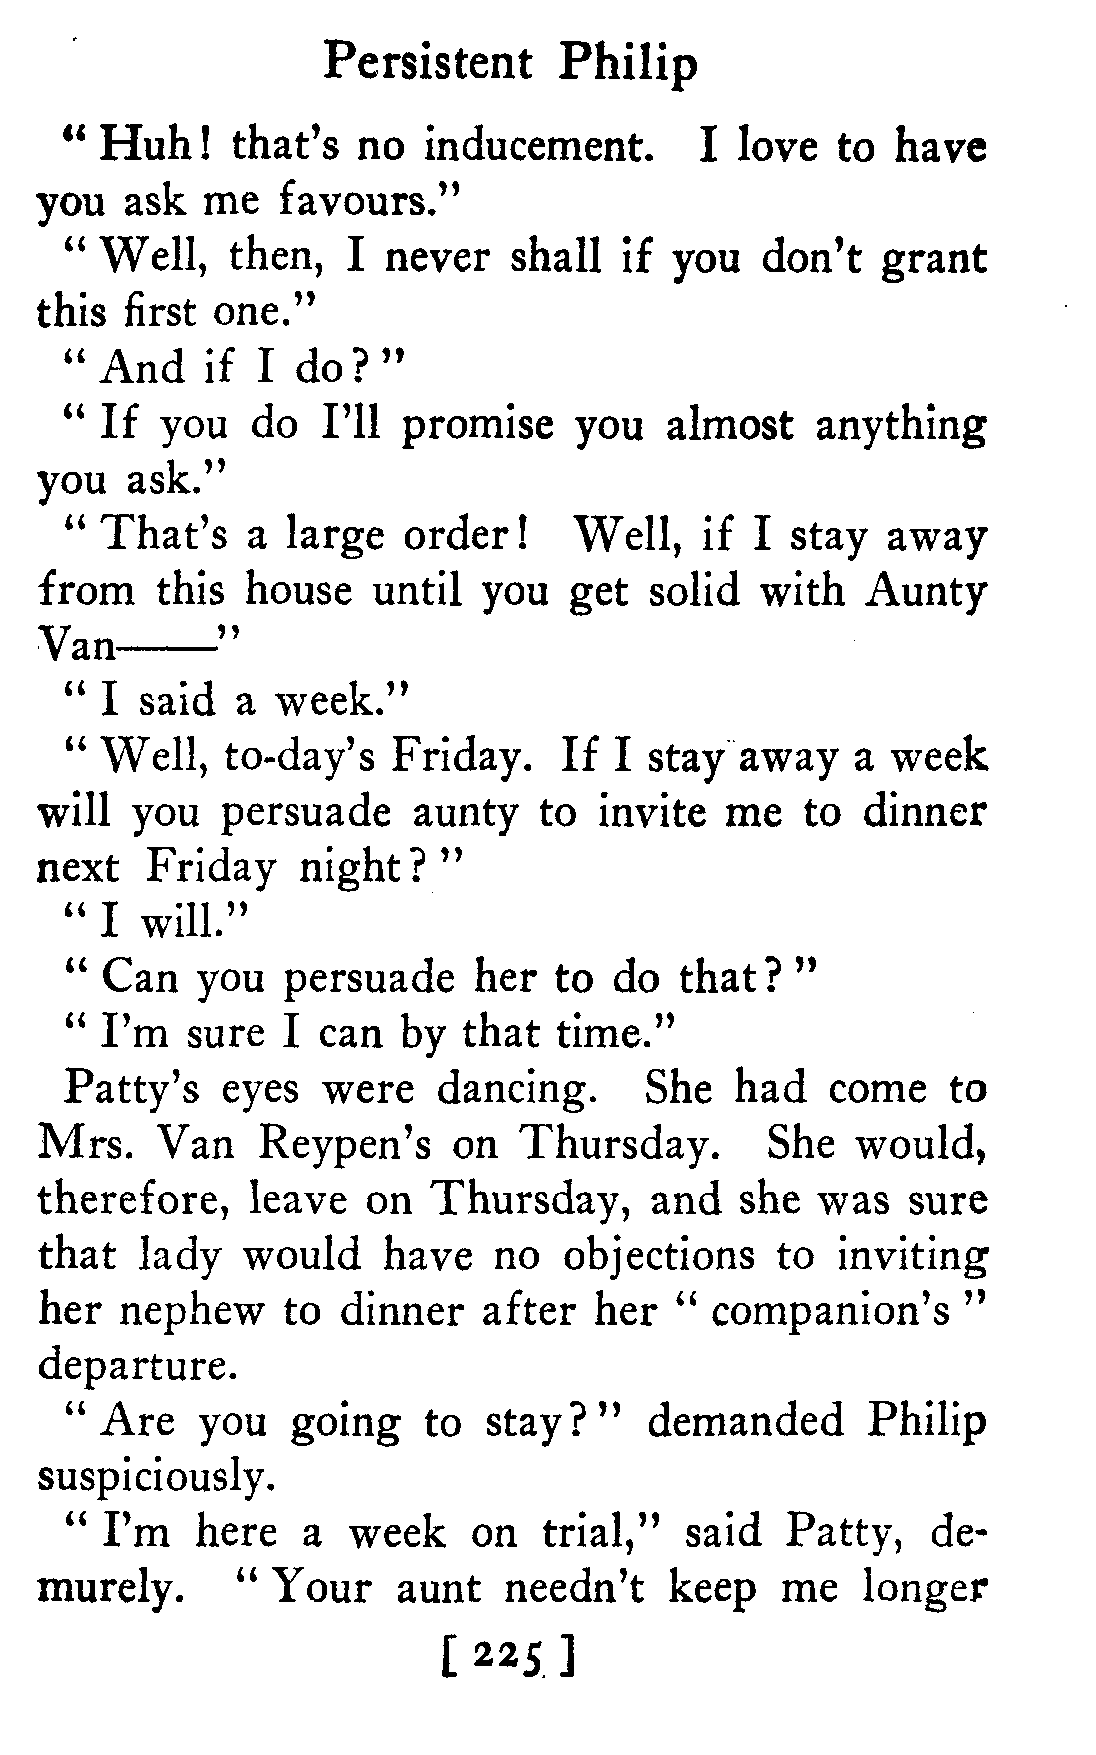 Persistent Philip
" Huh! that's no inducement. I love to have
you ask me favours."
" Well, then, I never shall if you don't grant
this first one."
" And if I do? "
" If you do I'll promise you almost anything
you ask."
" That's a large order! Well, if I stay away
from this house until you get solid with Aunty
Van——"
" I said a week."
" Well, to-day's Friday. If I stay away a week
will you persuade aunty to invite me to dinner
next Friday night? "
" I will."
" Can you persuade her to do that? "
" I'm sure I can by that time."
Patty's eyes were dancing. She had come to
Mrs. Van Reypen's on Thursday. She would,
therefore, leave on Thursday, and she was sure
that lady would have no objections to inviting
her nephew to dinner after her " companion's "
departure.
" Are you going to stay? " demanded Philip
suspiciously.
" I'm here a week on trial," said Patty, de-
murely. " Your aunt needn't keep me longer
[ 225 ]